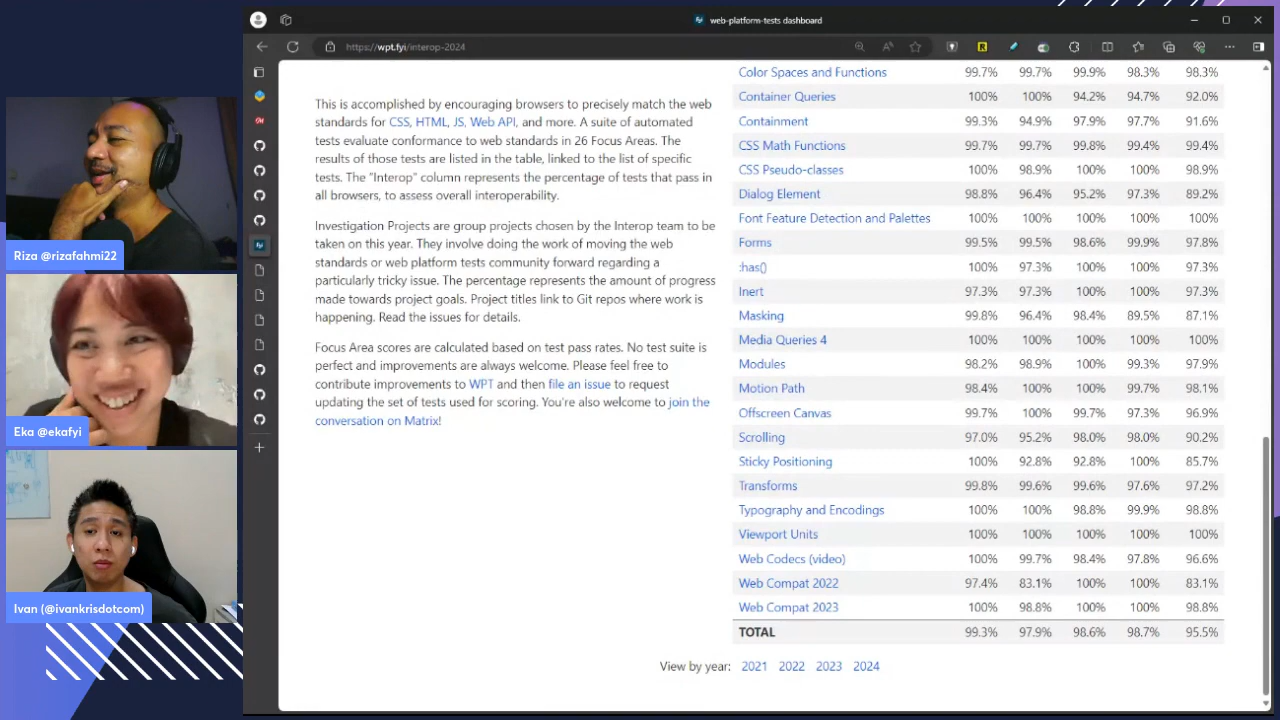 web-platform-tests dashboard
https://wpt.fyi/interop-2024
This is accomplished by encouraging browsers to precisely match the web
standards for CSS, HTML, JS, Web API, and more. A suite of automated
tests evaluate conformance to web standards in 26 Focus Areas. The
results of those tests are listed in the table, linked to the list of specific
tests. The "Interop" column represents the percentage of tests that pass in
all browsers, to assess overall interoperability.
Investigation Projects are group projects chosen by the Interop team to be
taken on this year. They involve doing the work of moving the web
standards or web platform tests community forward regarding a
particularly tricky issue. The percentage represents the amount of progress
made towards project goals. Project titles link to Git repos where work is
happening. Read the issues for details.
Focus Area scores are calculated based on test pass rates. No test suite is
perfect and improvements are always welcome. Please feel free to
contribute improvements to WPT and then file an issue to request
updating the set of tests used for scoring. You're also welcome to join the
conversation on Matrix!
Color Spaces and Functions 99.7% 99.7% 99.9% 98.3% 98.3%
Container Queries 100% 100% 94.2% 94.7% 92.0%
Containment 99.3% 94.9% 97.9% 97.7% 91.6%
CSS Math Functions 99.7% 99.7% 99.8% 99.4% 99.4%
CSS Pseudo-classes 100% 98.9% 100% 100% 98.9%
Dialog Element 98.8% 96.4% 95.2% 97.3% 89.2%
Font Feature Detection and Palettes 100% 100% 100% 100% 100%
Forms 99.5% 99.5% 98.6% 99.9% 97.8%
:has() 100% 97.3% 100% 100% 97.3%
Inert 97.3% 97.3% 100% 100% 97.3%
Masking 99.8% 96.4% 98.4% 89.5% 87.1%
Media Queries 4 100% 100% 100% 100% 100%
Modules 98.2% 98.9% 100% 99.3% 97.9%
Motion Path 98.4% 100% 100% 99.7% 98.1%
Offscreen Canvas 99.7% 100% 99.7% 97.3% 96.9%
Scrolling 97.0% 95.2% 98.0% 98.0% 90.2%
Sticky Positioning 100% 92.8% 92.8% 100% 85.7%
Transforms 99.8% 99.6% 99.6% 97.6% 97.2%
Typography and Encodings 100% 100% 98.8% 99.9% 98.8%
Viewport Units 100% 100% 100% 100% 100%
Web Codecs (video) 100% 99.7% 98.4% 97.8% 96.6%
Web Compat 2022 97.4% 83.1% 100% 100% 83.1%
Web Compat 2023 100% 98.8% 100% 100% 98.8%
TOTAL 99.3% 97.9% 98.6% 98.7% 95.5%
View by year: 2021 2022 2023 2024
Riza @rizafahmi22
Eka @ekafyi
Ivan (@ivankrisdotcom)